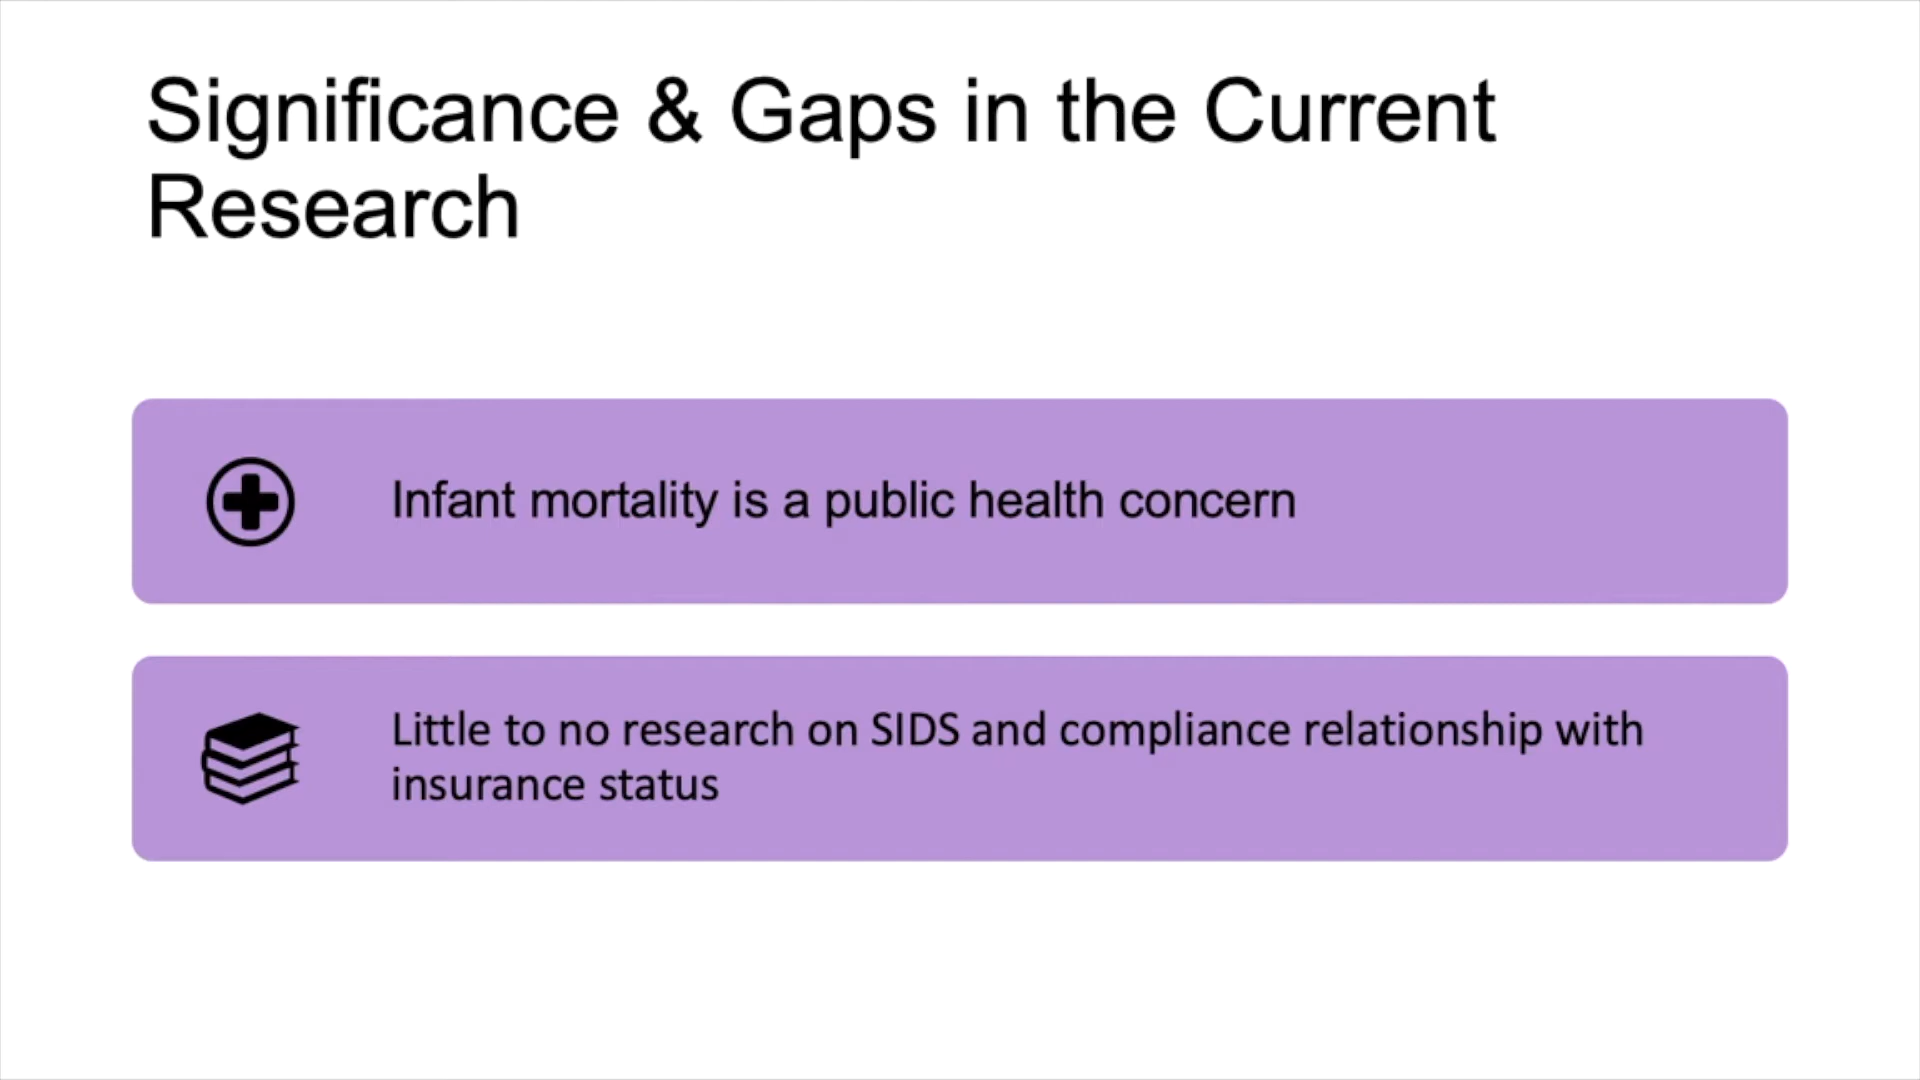 Significance & Gaps in the Current
Research
Infant mortality is a public health concern
Little to no research on SIDS and compliance relationship with
insurance status